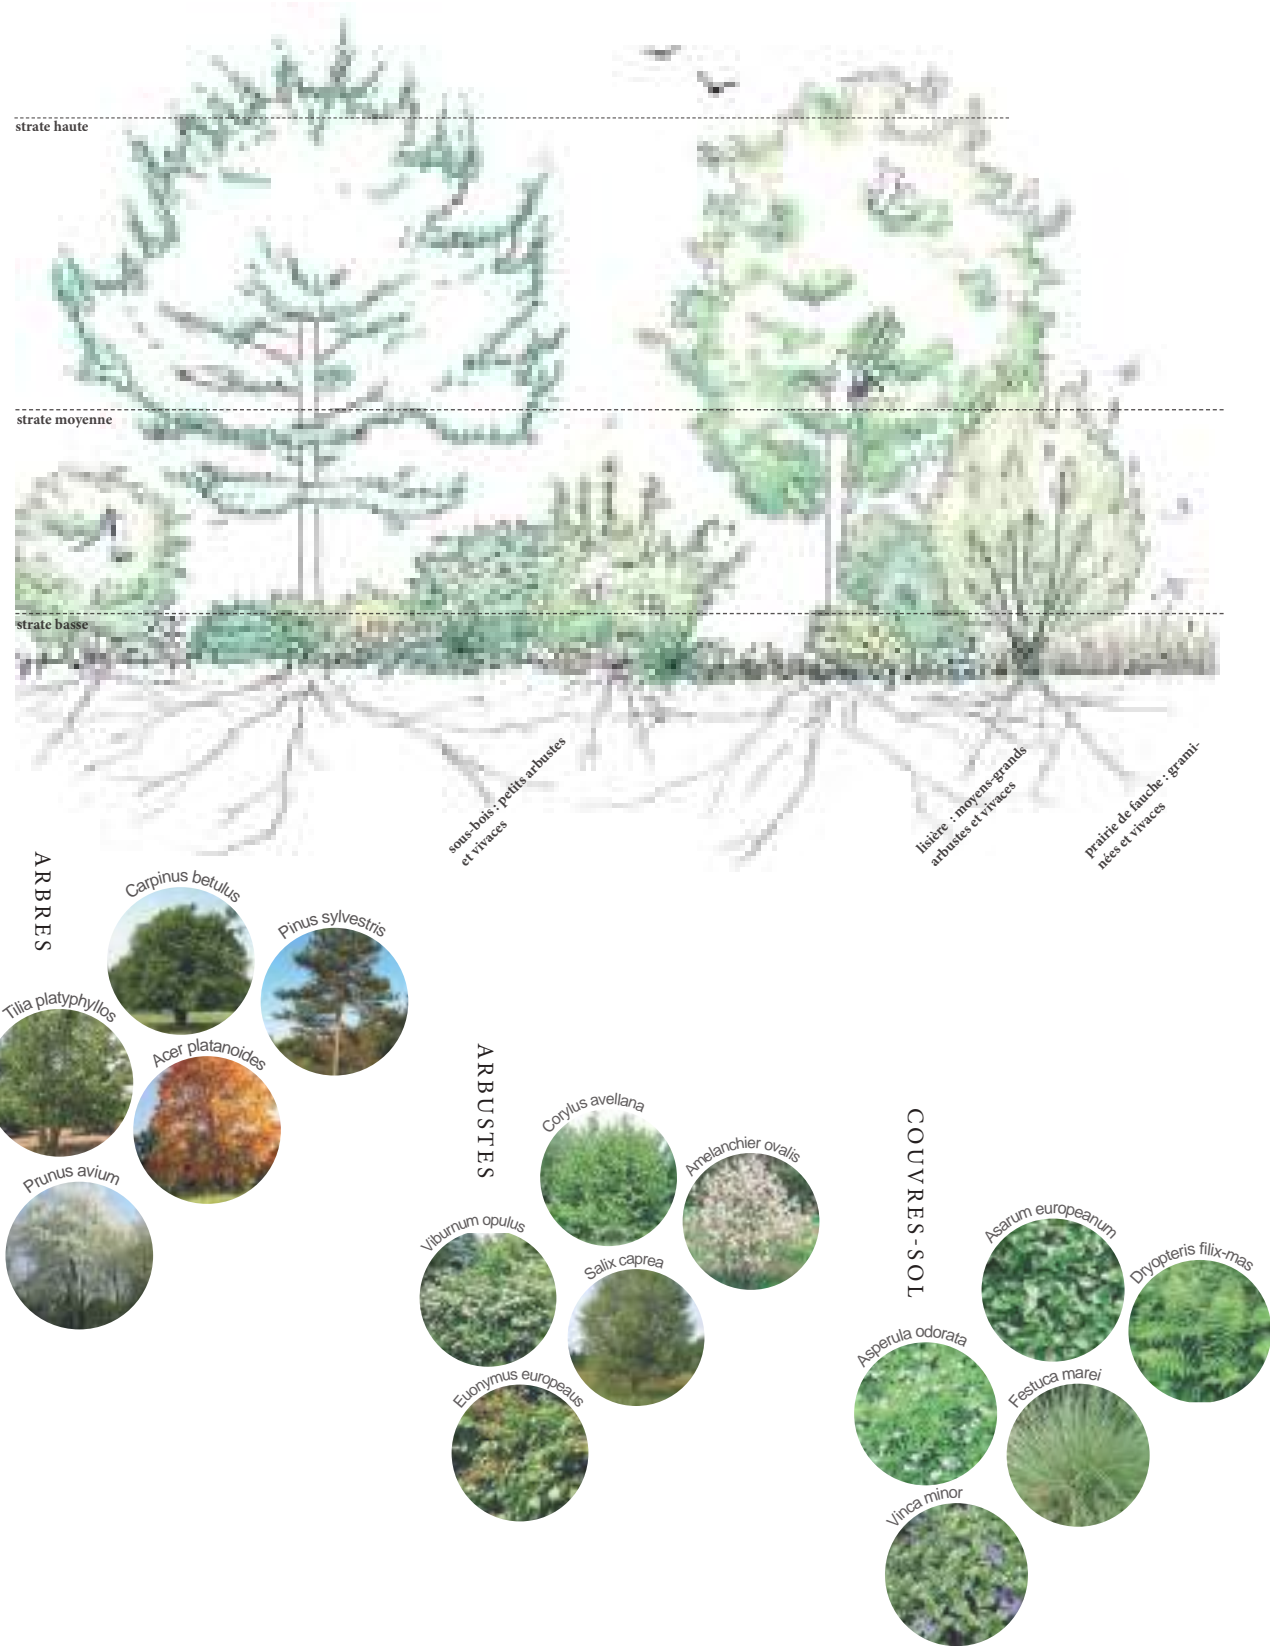 strate haute
strate moyenne
strate basse
sous-bois : petits arbustes
et vivaces
lisière : moyens-grands
arbustes et vivaces
prairie de fauche : grami-
nées et vivaces
ARBRES
Carpinus betulus
Pinus sylvestris
Tilia platyphyllos
Acer platanoides
Prunus avium
ARBUSTES
Corylus avellana
Amelanchier ovalis
Viburnum opulus
Salix caprea
Euonymus europeaus
COUVRES-SOL
Asarum europeanum
Dryopteris filix-mas
Asperula odorata
Festuca marei
Vinca minor